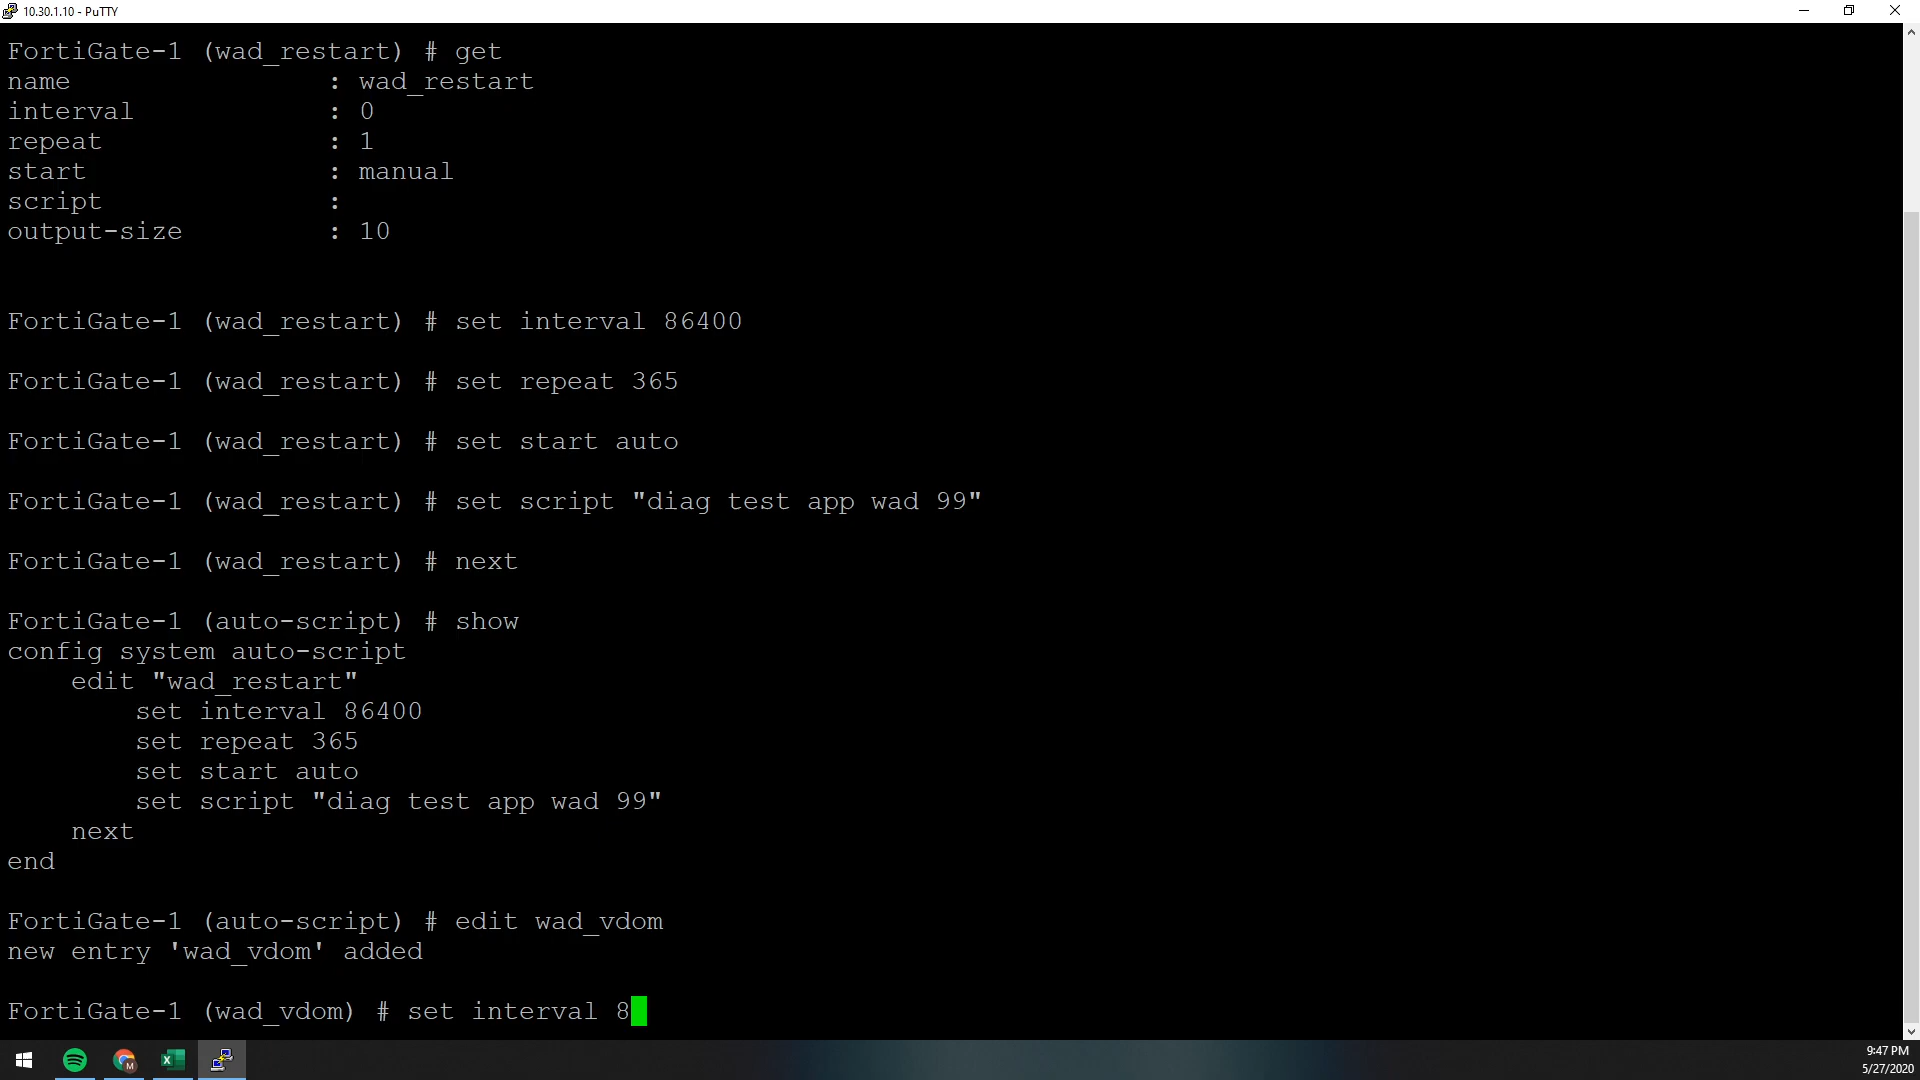 10.30.1.10 - PuTTY
FortiGate-1 (wad_restart) # get
name                : wad_restart
interval            : 0
repeat              : 1
start               : manual
script              :
output-size         : 10
FortiGate-1 (wad_restart) # set interval 86400
FortiGate-1 (wad_restart) # set repeat 365
FortiGate-1 (wad_restart) # set start auto
FortiGate-1 (wad_restart) # set script "diag test app wad 99"
FortiGate-1 (wad_restart) # next
FortiGate-1 (auto-script) # show
config system auto-script
    edit "wad_restart"
        set interval 86400
        set repeat 365
        set start auto
        set script "diag test app wad 99"
    next
end
FortiGate-1 (auto-script) # edit wad_vdom
new entry 'wad_vdom' added
FortiGate-1 (wad_vdom) # set interval 8
9:47 PM
5/27/2020